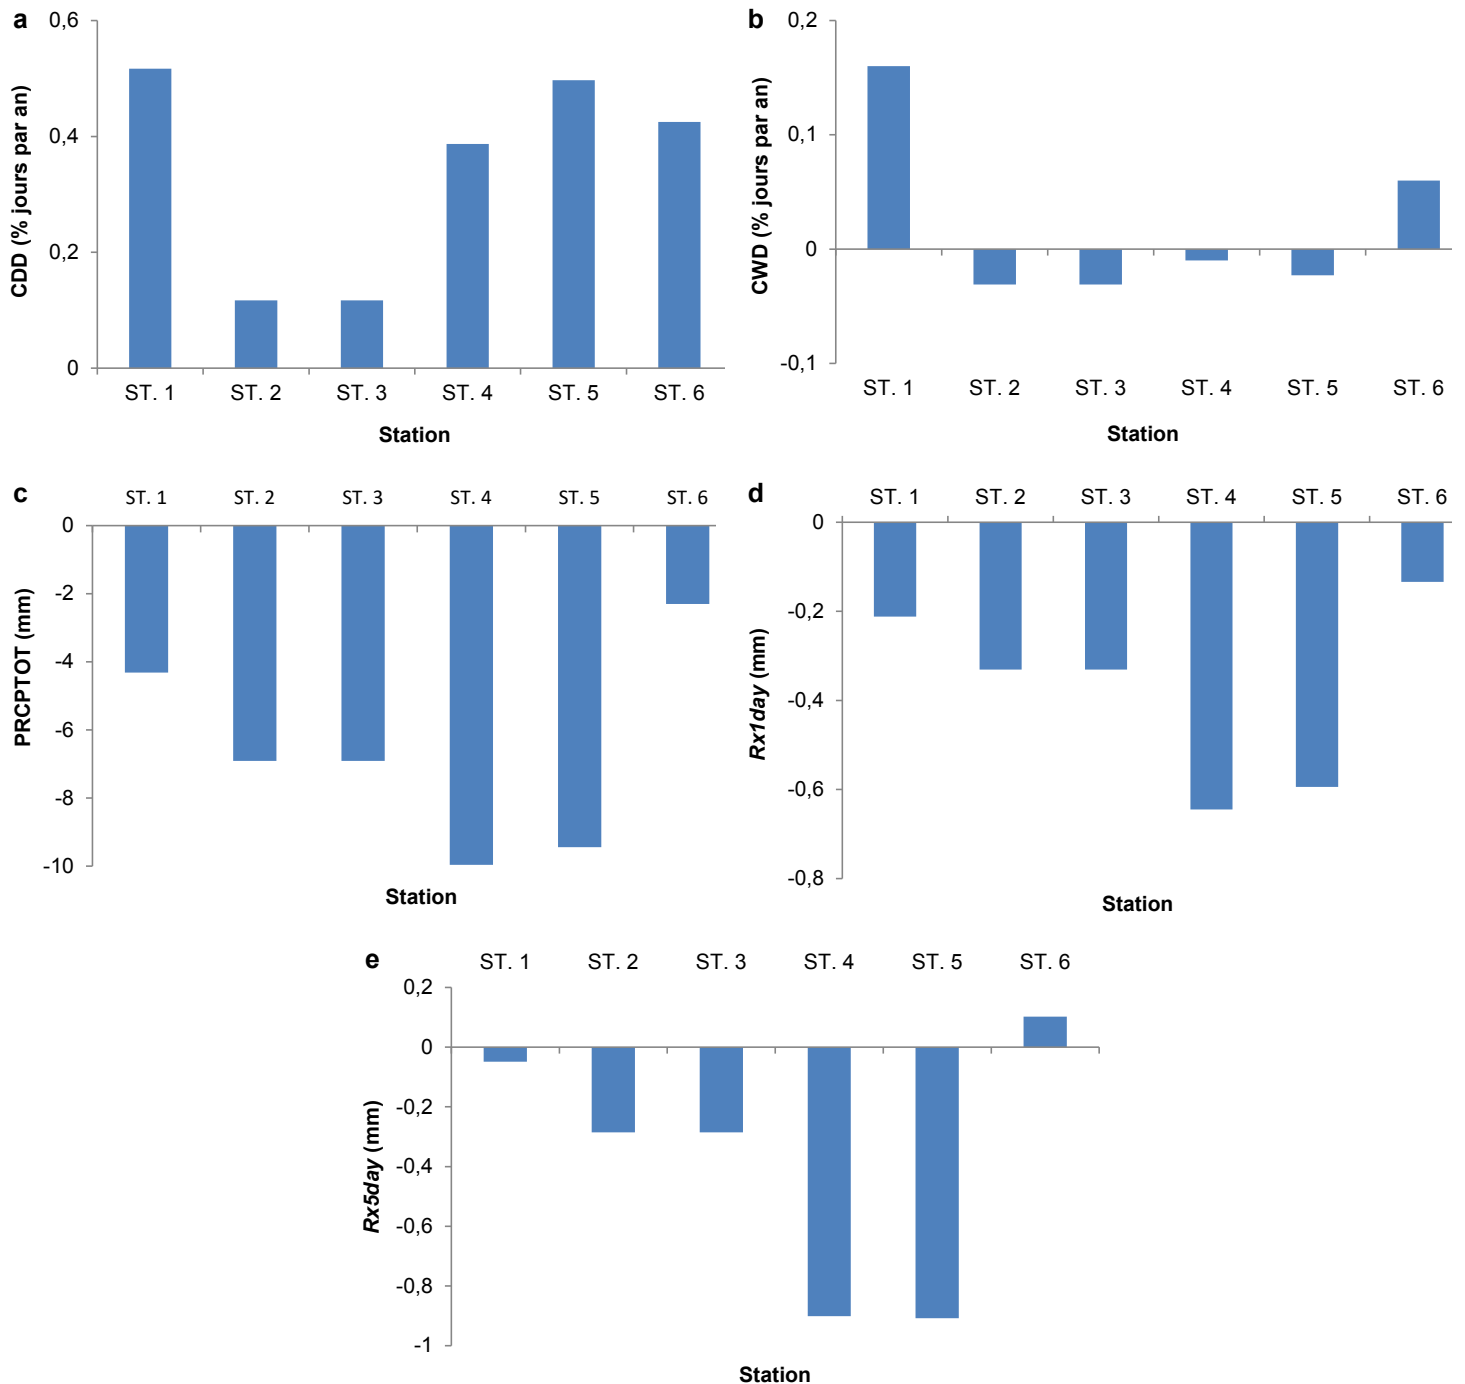 a
0,6
0,4
0,2
0
CDD (% jours par an)
ST. 1 ST. 2 ST. 3 ST. 4 ST. 5 ST. 6
Station
b
0,2
0,1
0
-0,1
CWD (% jours par an)
ST. 1 ST. 2 ST. 3 ST. 4 ST. 5 ST. 6
Station
c
ST. 1 ST. 2 ST. 3 ST. 4 ST. 5 ST. 6
0
-2
-4
-6
-8
-10
PRCPTOT (mm)
Station
d
ST. 1 ST. 2 ST. 3 ST. 4 ST. 5 ST. 6
0
-0,2
-0,4
-0,6
-0,8
Rx1day (mm)
Station
e
ST. 1 ST. 2 ST. 3 ST. 4 ST. 5 ST. 6
0,2
0
-0,2
-0,4
-0,6
-0,8
-1
Rx5day (mm)
Station